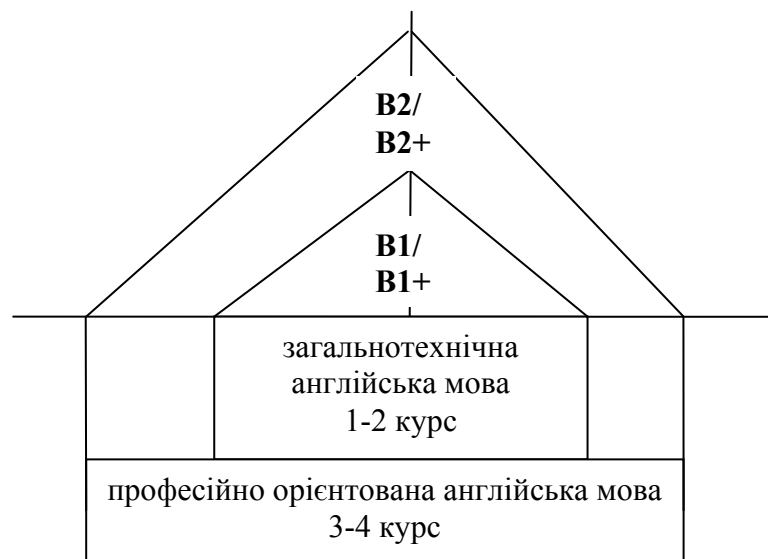 B2/
B2+
B1/
B1+
загальнотехнічна
англійська мова
1-2 курс
професійно орієнтована англійська мова
3-4 курс